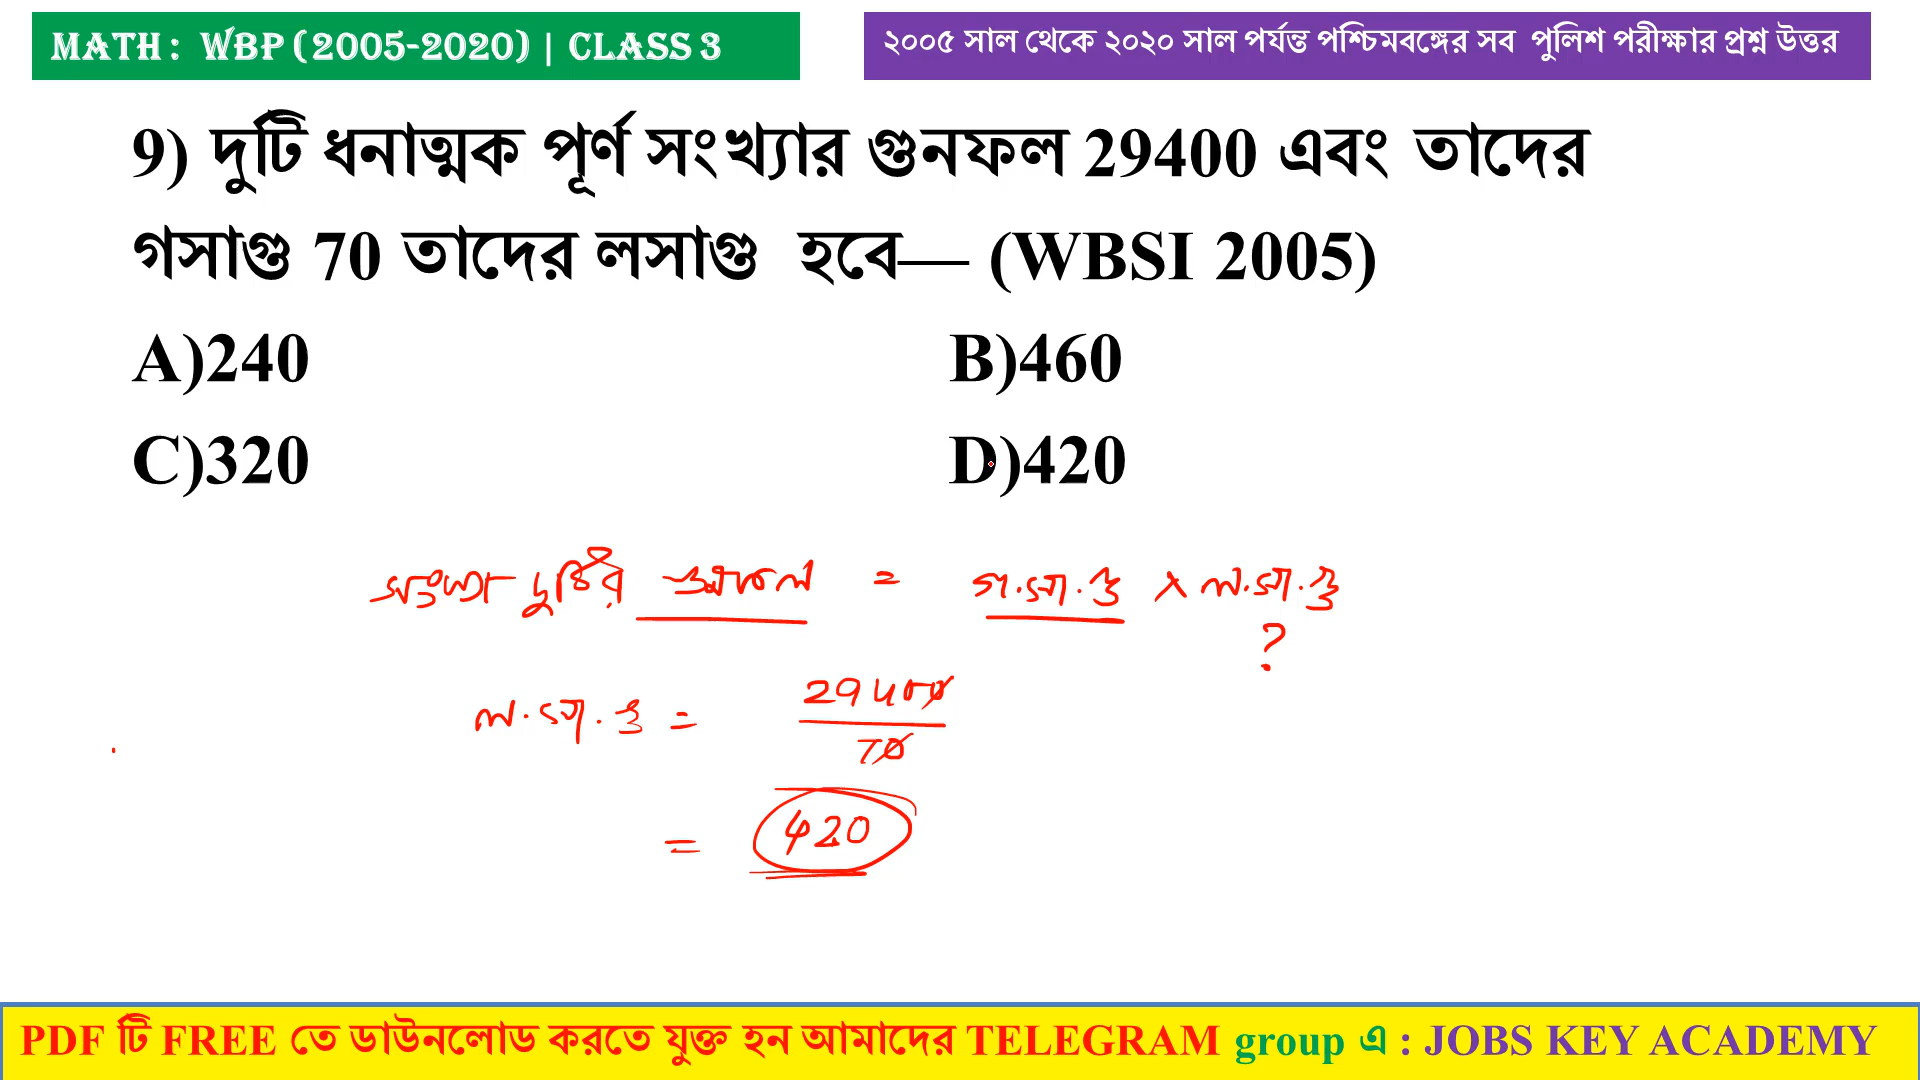 MATH : WBP (2005-2020) | CLASS 3
২০০৫ সাল থেকে ২০২০ সাল পর্যন্ত পশ্চিমবঙ্গের সব পুলিশ পরীক্ষার প্রশ্ন উত্তর
9) দুটি ধনাত্মক পূর্ণ সংখ্যার গুনফল 29400 এবং তাদের
গসাগু 70 তাদের লসাগু হবে— (WBSI 2005)
A)240 B)460
C)320 D)420
সংখ্যা দুটির গুনফল = গ.সা.গু × ল.সা.গু
?
ল.সা.গু = 29400
70
= 420
PDF টি FREE তে ডাউনলোড করতে যুক্ত হন আমাদের TELEGRAM group এ : JOBS KEY ACADEMY